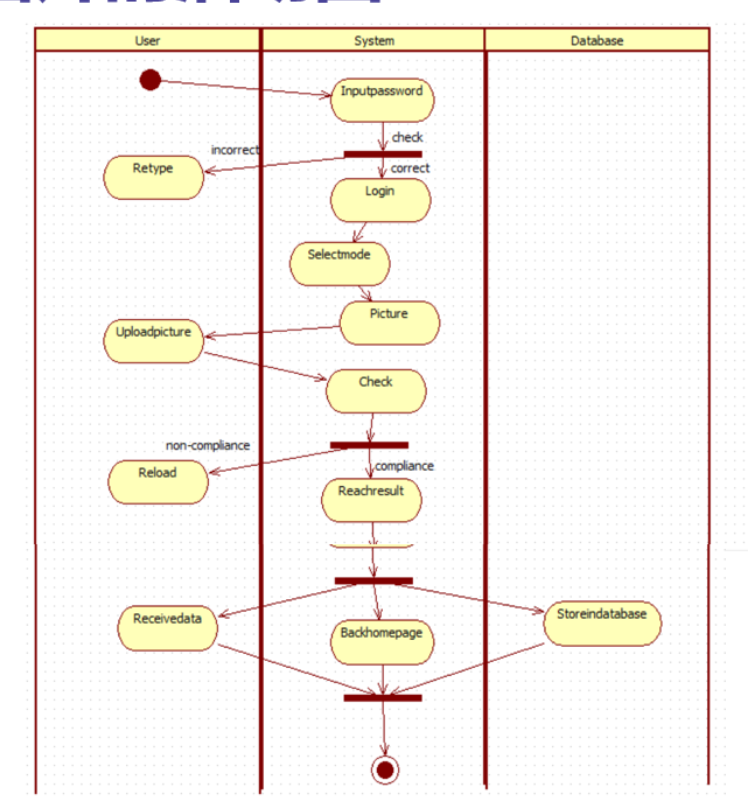 User
System
Database
Inputpassword
check
incorrect
correct
Retype
Login
Selectmode
Picture
Uploadpicture
Check
non-compliance
compliance
Reload
Reachresult
Receivedata
Backhomepage
Storeindatabase